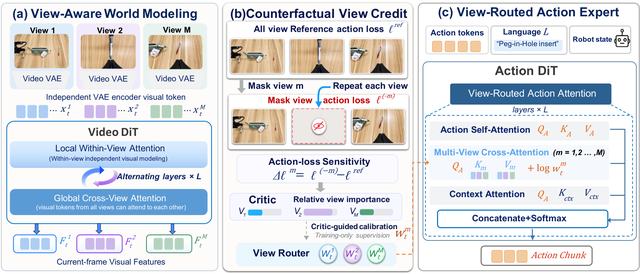 (a) View-Aware World Modeling
View 1
View 2
View M
Video VAE
Video VAE
Video VAE
Independent VAE encoder visual token
... x_t^1 ... x_t^2 ... x_t^M
Video DiT
Local Within-View Attention
(Within-view independent visual modeling)
Alternating layers × L
Global Cross-View Attention
(visual tokens from all views can attend to each other)
F_t^1 F_t^2 F_t^M
Current-frame Visual Features
(b)Counterfactual View Credit
All view Reference action loss ℓ^ref
Mask view m
Repeat each view
Mask view action loss ℓ^(-m)
Action-loss Sensitivity
Δℓ^m = ℓ^(-m) − ℓ^ref
Critic
Relative view importance
V_1 V_2 V_M
Critic-guided calibration
Training-only supervision
View Router
W_t^1 W_t^2 W_t^M
w_t^m
(c) View-Routed Action Expert
Action tokens
Language L
"Peg-in-Hole insert"
Robot state
Action DiT
View-Routed Action Attention
layers × L
Action Self-Attention Q_A K_A V_A
Multi-View Cross-Attention (m = 1,2 ... ,M)
Q_A K_m V_m + log w_t^m
Context Attention Q_A K_ctx V_ctx
Concatenate+Softmax
Action Chunk